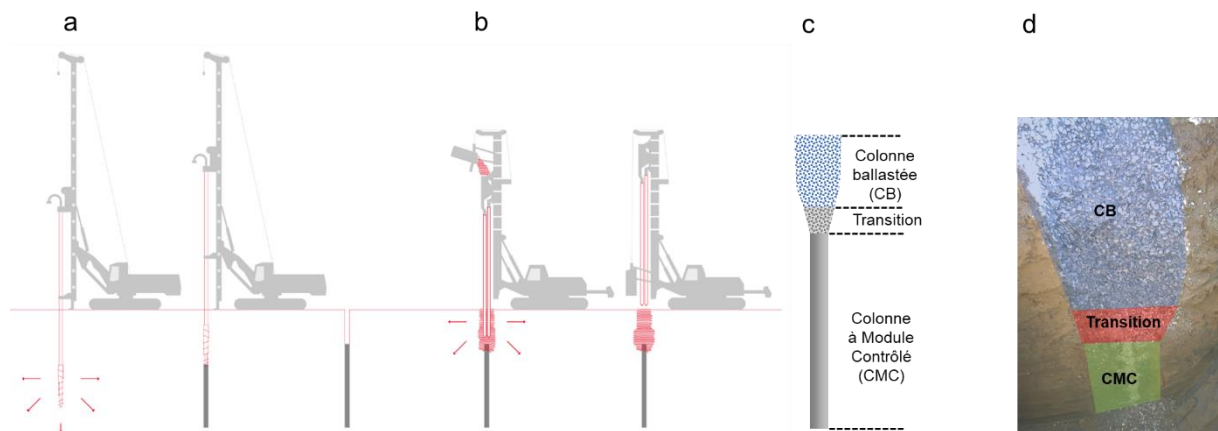 a
b
c
d
Colonne
ballastée
(CB)
Transition
Colonne
à Module
Contrôlé
(CMC)
CB
Transition
CMC